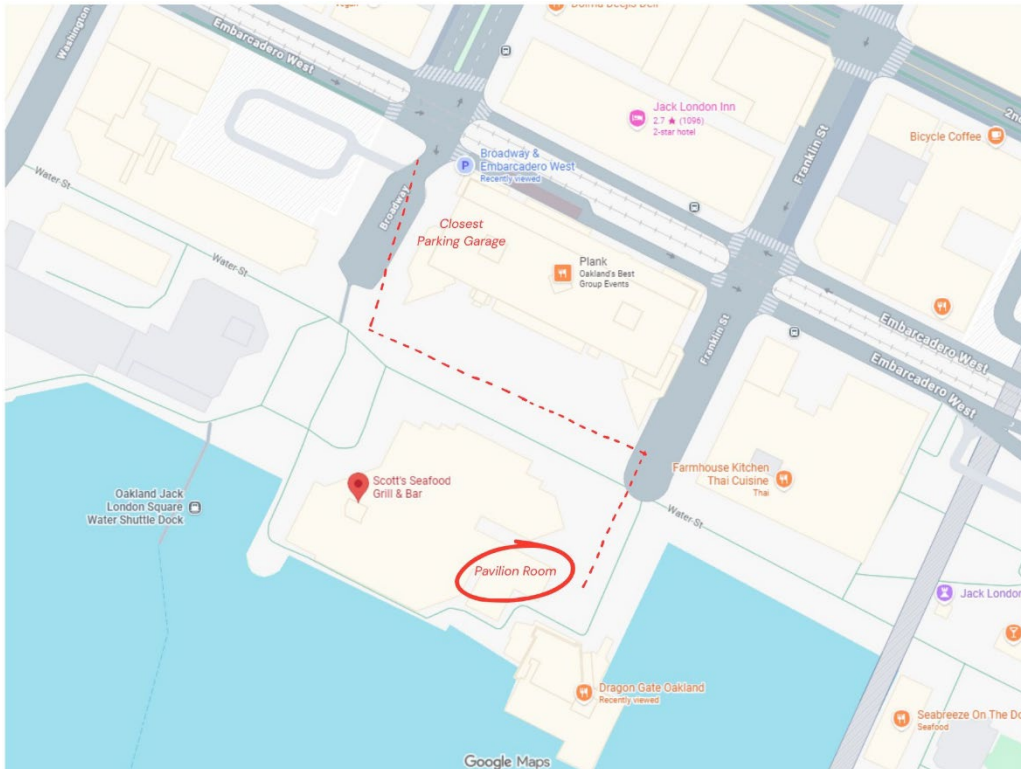 Washington
Embarcadero West
Embarcadero West
Jack London Inn
2.7 ★ (1096)
2-star hotel
2nd
Bicycle Coffee
Franklin St
P
Broadway &
Embarcadero West
Recently viewed
Water St
Broadway
Closest
Parking Garage
Plank
Oakland's Best
Group Events
Water St
Franklin St
Embarcadero West
Embarcadero West
Scott's Seafood
Grill & Bar
Farmhouse Kitchen
Thai Cuisine
Thai
Oakland Jack
London Square
Water Shuttle Dock
Water St
Pavilion Room
Jack London
Dragon Gate Oakland
Recently viewed
Seabreeze On The Do
Seafood
Google Maps